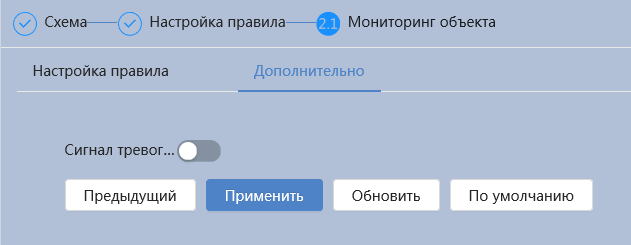 Схема Настройка правила 2.1 Мониторинг объекта
Настройка правила Дополнительно
Сигнал тревог...
Предыдущий Применить Обновить По умолчанию